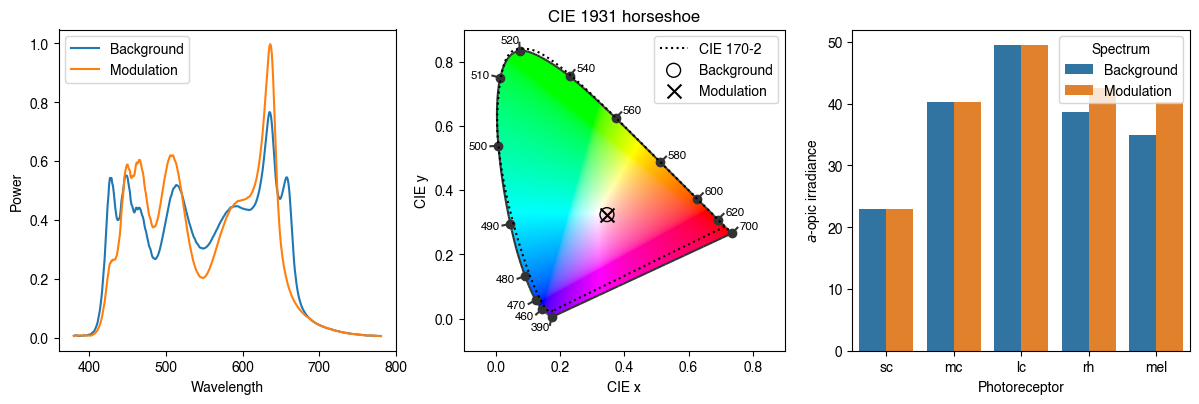 Background
Modulation
1.0
0.8
0.6
0.4
0.2
0.0
Power
400
500
600
700
800
Wavelength
CIE 1931 horseshoe
CIE 170-2
Background
Modulation
520
510
540
560
500
580
600
490
620
700
480
470
460
390
0.8
0.6
0.4
0.2
0.0
CIE y
0.0
0.2
0.4
0.6
0.8
CIE x
Spectrum
Background
Modulation
50
40
30
20
10
0
a-opic irradiance
sc
mc
lc
rh
mel
Photoreceptor